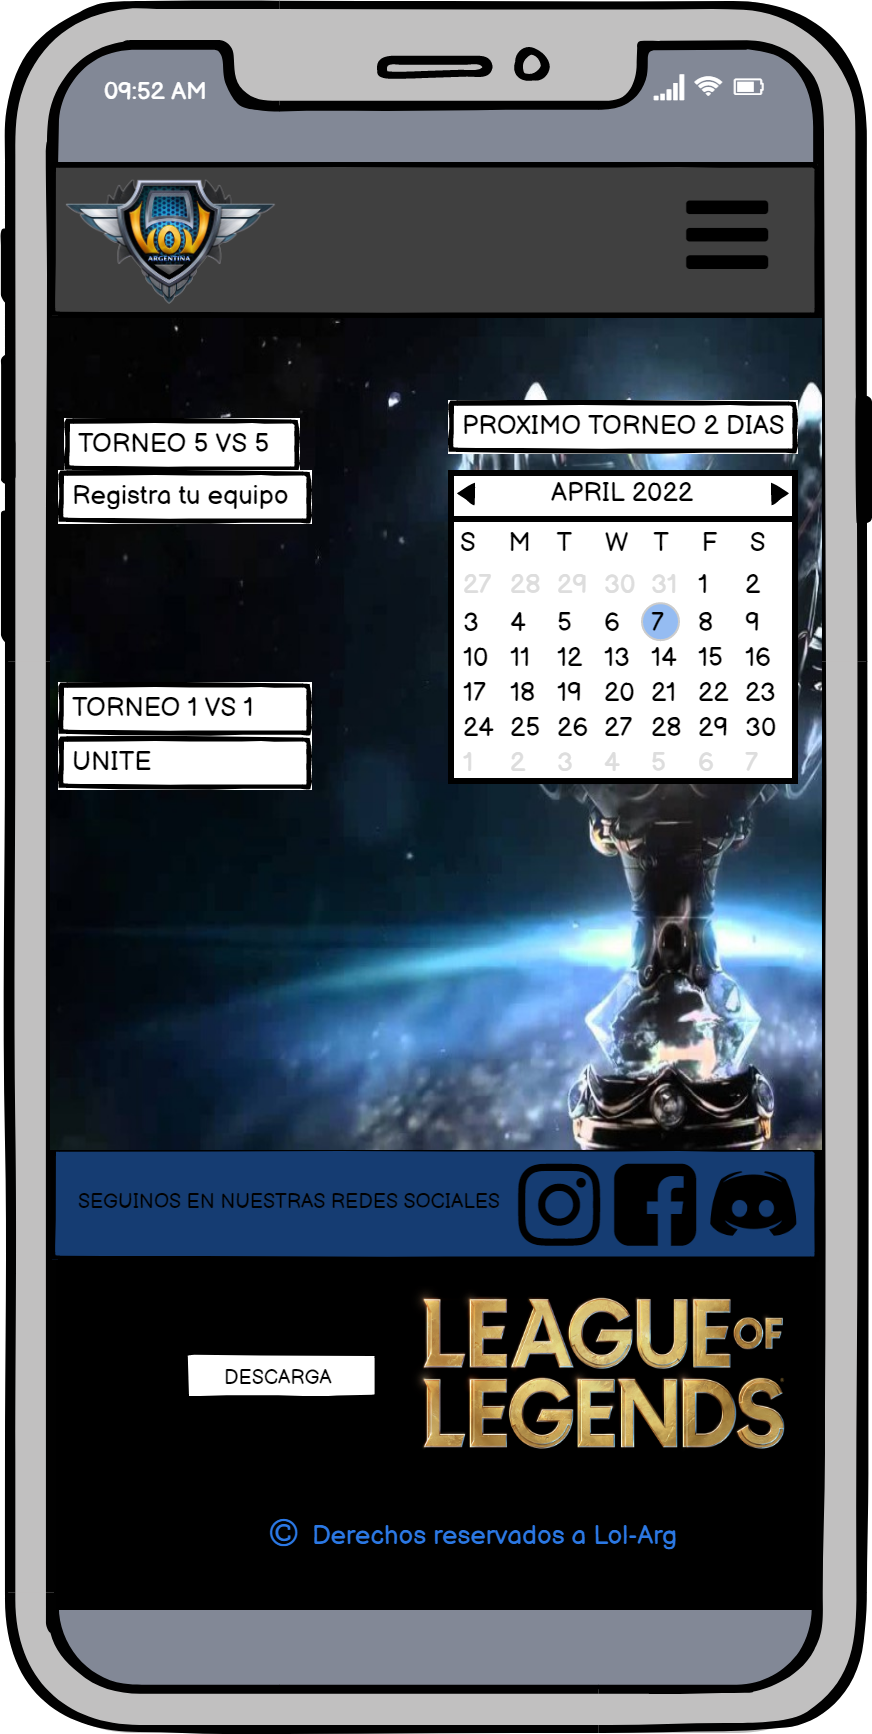 09:52 AM
LOL
ARGENTINA
TORNEO 5 VS 5
Registra tu equipo
PROXIMO TORNEO 2 DIAS
APRIL 2022
S M T W T F S
27 28 29 30 31 1 2
3 4 5 6 7 8 9
10 11 12 13 14 15 16
17 18 19 20 21 22 23
24 25 26 27 28 29 30
1 2 3 4 5 6 7
TORNEO 1 VS 1
UNITE
SEGUINOS EN NUESTRAS REDES SOCIALES
DESCARGA
LEAGUE OF
LEGENDS
© Derechos reservados a Lol-Arg